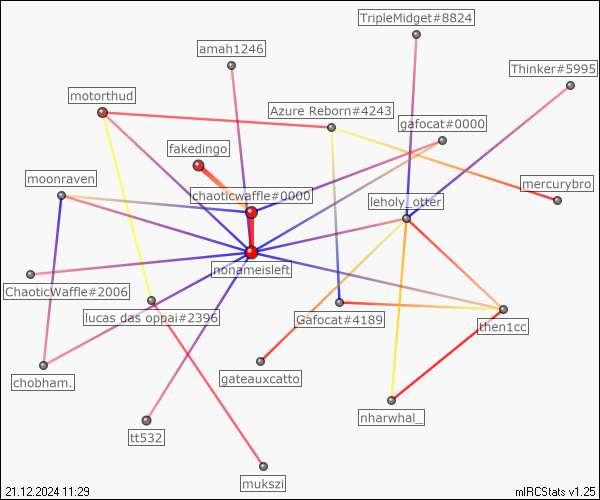 TripleMidget#8824
amah1246
Thinker#5995
motorthud
Azure Reborn#4243
gafocat#0000
fakedingo
moonraven
mercurybro
chaoticwaffle#0000
leholy_otter
nonameisleft
ChaoticWaffle#2006
lucas das oppai#2396
Gafocat#4189
then1cc
chobham.
gateauxcatto
nharwhal_
tt532
mukszi
21.12.2024 11:29
mIRCStats v1.25